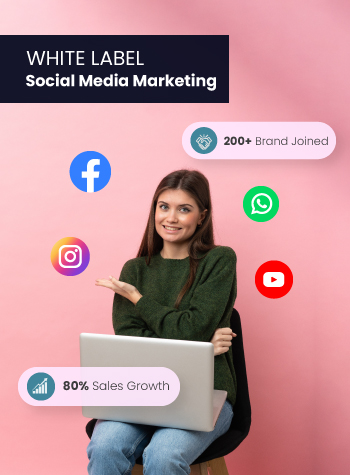 WHITE LABEL
Social Media Marketing
200+ Brand Joined
80% Sales Growth